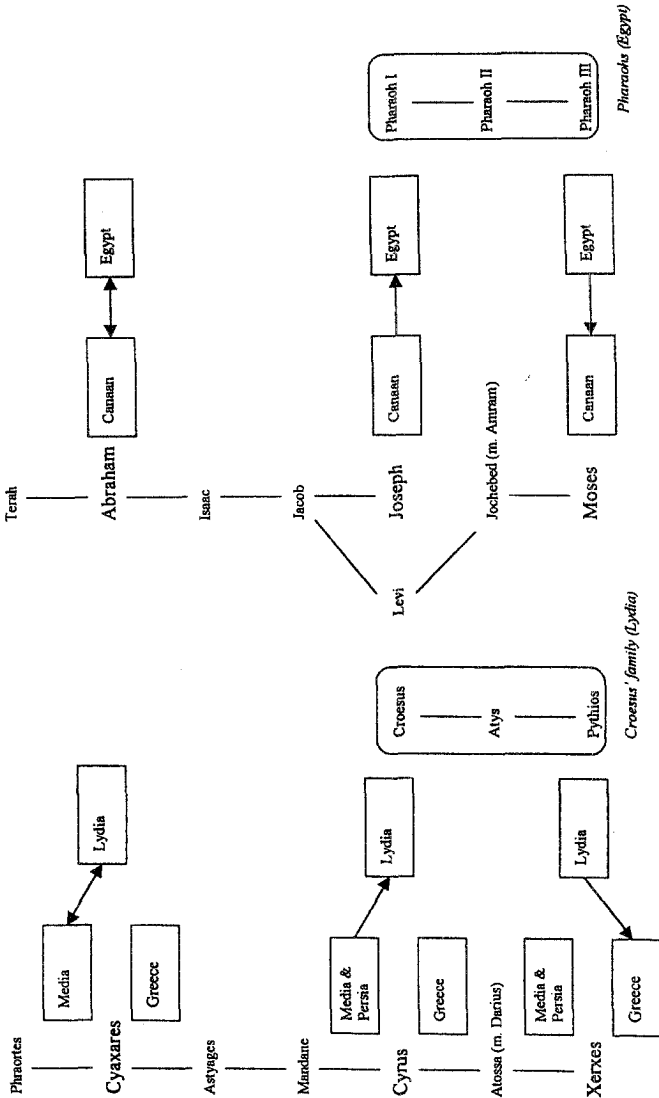 Phraortes
Cyaxares
Media
Lydia
Greece
Astyages
Mandane
Cyrus
Media &
Persia
Lydia
Greece
Atossa (m. Darius)
Xerxes
Media &
Persia
Lydia
Greece
Croesus
Atys
Pythios
Croesus' family (Lydia)
Terah
Abraham
Canaan
Egypt
Isaac
Jacob
Levi
Joseph
Canaan
Egypt
Jochebed (m. Amram)
Moses
Canaan
Egypt
Pharaoh I
Pharaoh II
Pharaoh III
Pharaohs (Egypt)